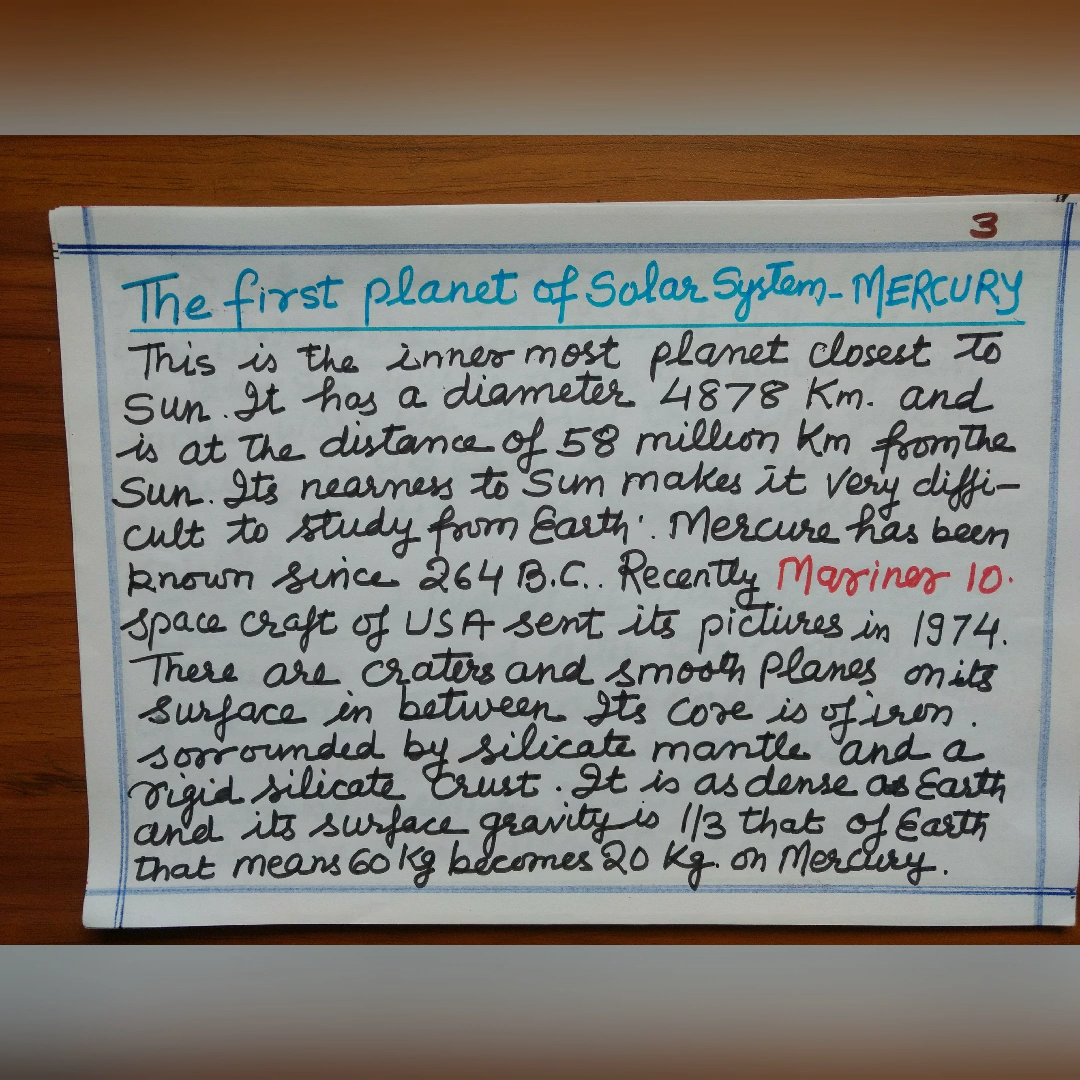 3
The first planet of Solar System - MERCURY
This is the inner most planet closest to
Sun. It has a diameter 4878 Km. and
is at the distance of 58 million Km from the
Sun. Its nearness to Sun makes it very diffi-
cult to study from Earth. Mercure has been
known since 264 B.C.. Recently Mariner 10.
space craft of USA sent its pictures in 1974.
There are craters and smooth planes on its
surface in between. Its core is of iron.
sorrounded by silicate mantle and a
rigid silicate crust. It is as dense as Earth
and its surface gravity is 1/3 that of Earth
that means 60 Kg becomes 20 Kg. on Mercury.